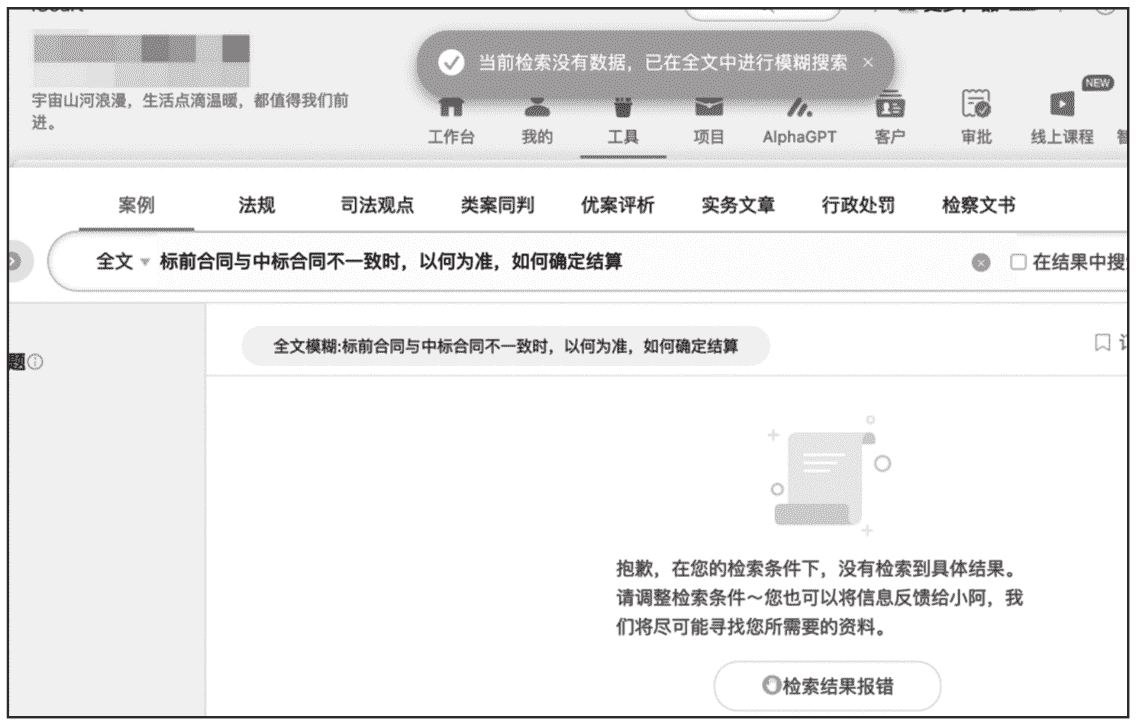 当前检索没有数据，已在全文中进行模糊搜索 ×
宇宙山河浪漫，生活点滴温暖，都值得我们前
进。
NEW
工作台 我的 工具 项目 AlphaGPT 客户 审批 线上课程
案例 法规 司法观点 类案同判 优案评析 实务文章 行政处罚 检察文书
全文 标前合同与中标合同不一致时，以何为准，如何确定结算 在结果中搜
题
全文模糊:标前合同与中标合同不一致时，以何为准，如何确定结算
抱歉，在您的检索条件下，没有检索到具体结果。
请调整检索条件～您也可以将信息反馈给小阿，我
们将尽可能寻找您所需要的资料。
检索结果报错